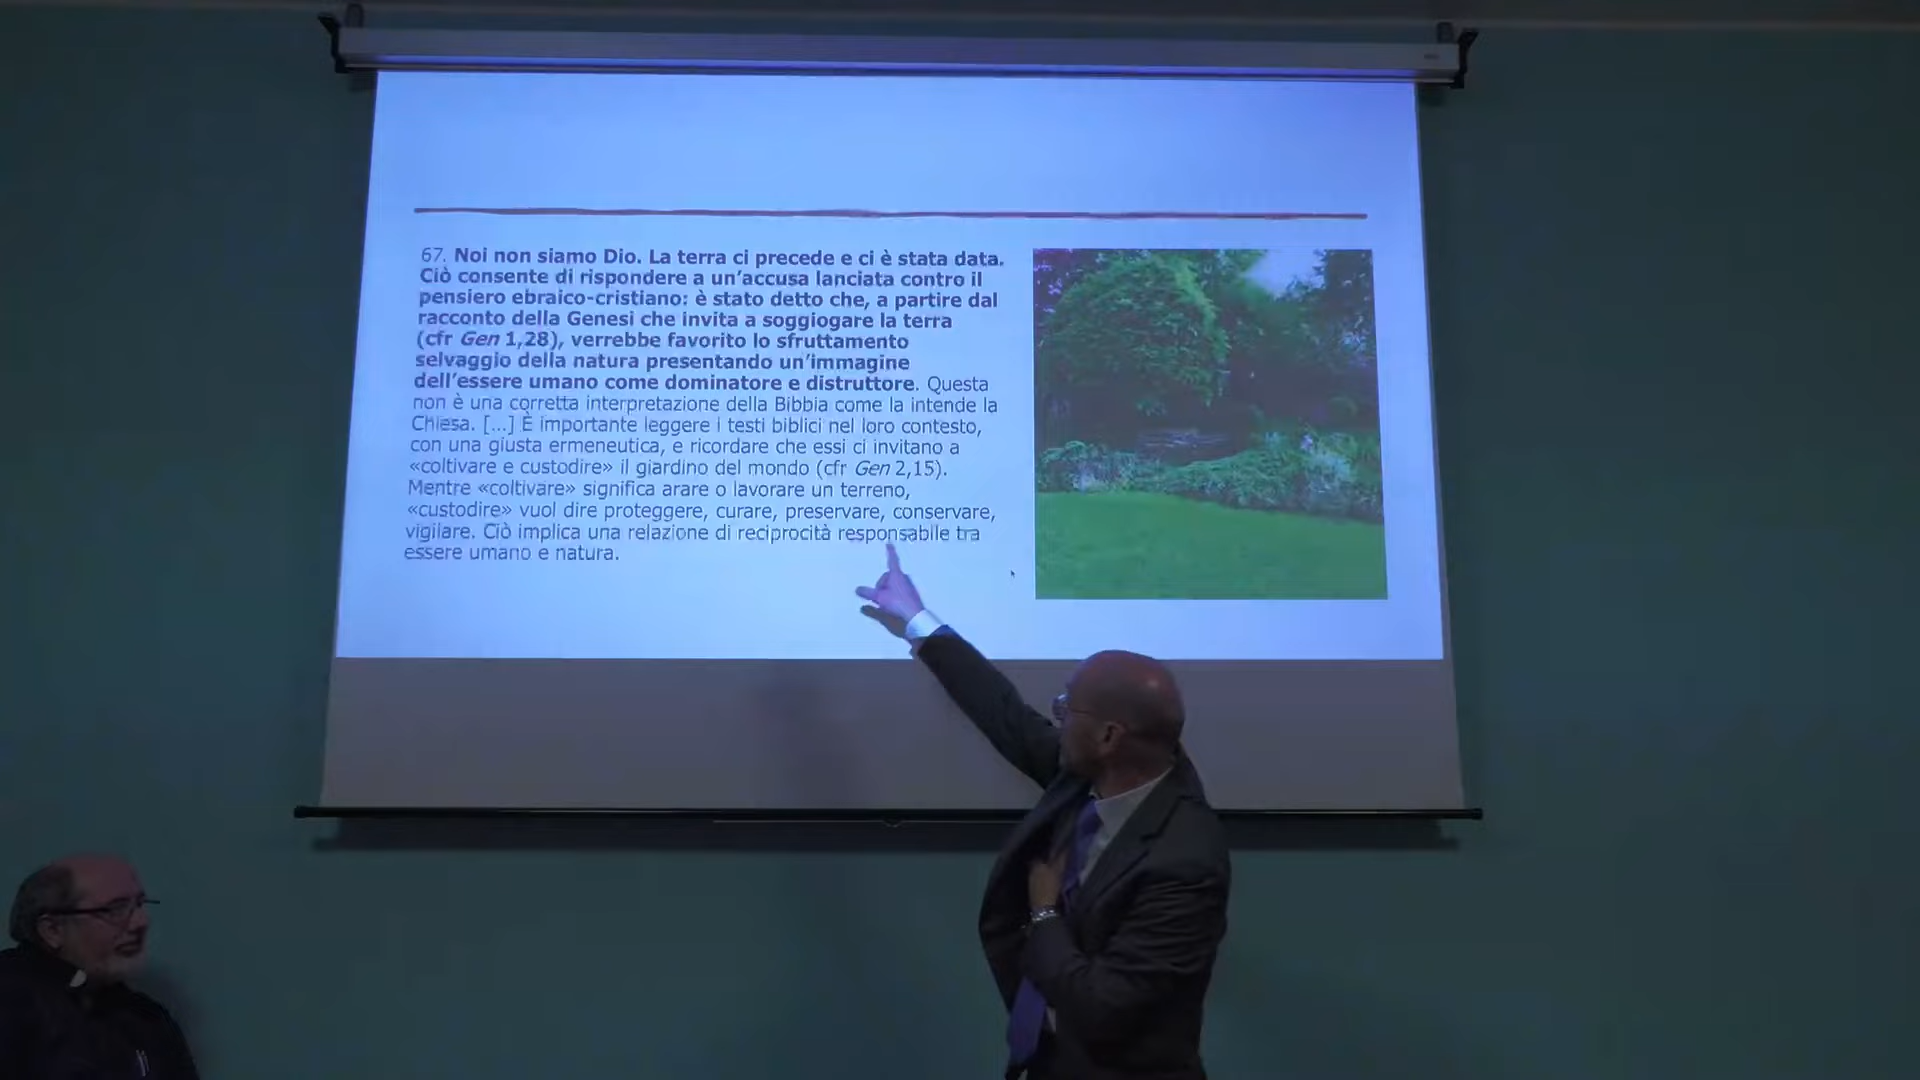 67. Noi non siamo Dio. La terra ci precede e ci è stata data.
Ciò consente di rispondere a un'accusa lanciata contro il
pensiero ebraico-cristiano: è stato detto che, a partire dal
racconto della Genesi che invita a soggiogare la terra
(cfr Gen 1,28), verrebbe favorito lo sfruttamento
selvaggio della natura presentando un'immagine
dell'essere umano come dominatore e distruttore. Questa
non è una corretta interpretazione della Bibbia come la intende la
Chiesa. [...] È importante leggere i testi biblici nel loro contesto,
con una giusta ermeneutica, e ricordare che essi ci invitano a
«coltivare e custodire» il giardino del mondo (cfr Gen 2,15).
Mentre «coltivare» significa arare o lavorare un terreno,
«custodire» vuol dire proteggere, curare, preservare, conservare,
vigilare. Ciò implica una relazione di reciprocità responsabile tra
essere umano e natura.